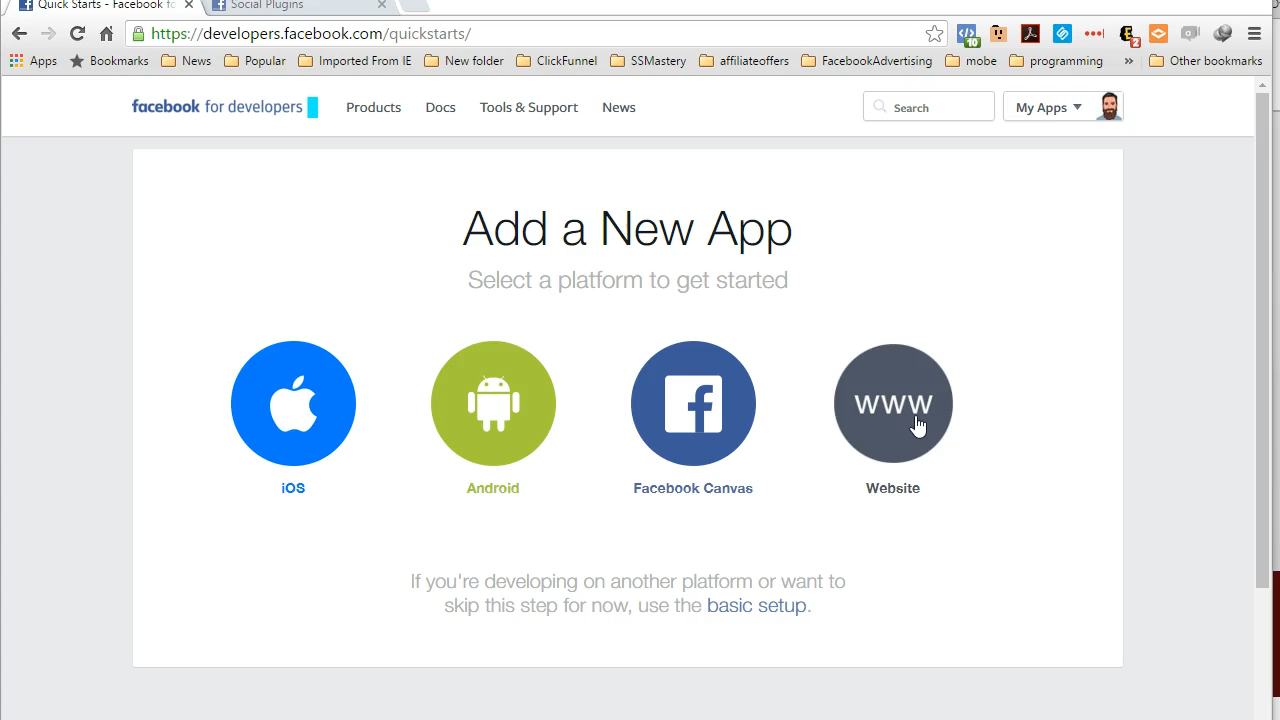 Quick Starts - Facebook fo
Social Plugins
https://developers.facebook.com/quickstarts/
10
2
Apps
Bookmarks
News
Popular
Imported From IE
New folder
ClickFunnel
SSMastery
affiliateoffers
FacebookAdvertising
mobe
programming
»
Other bookmarks
facebook for developers
Products
Docs
Tools & Support
News
Search
My Apps
Add a New App
Select a platform to get started
www
iOS
Android
Facebook Canvas
Website
If you're developing on another platform or want to
skip this step for now, use the basic setup.